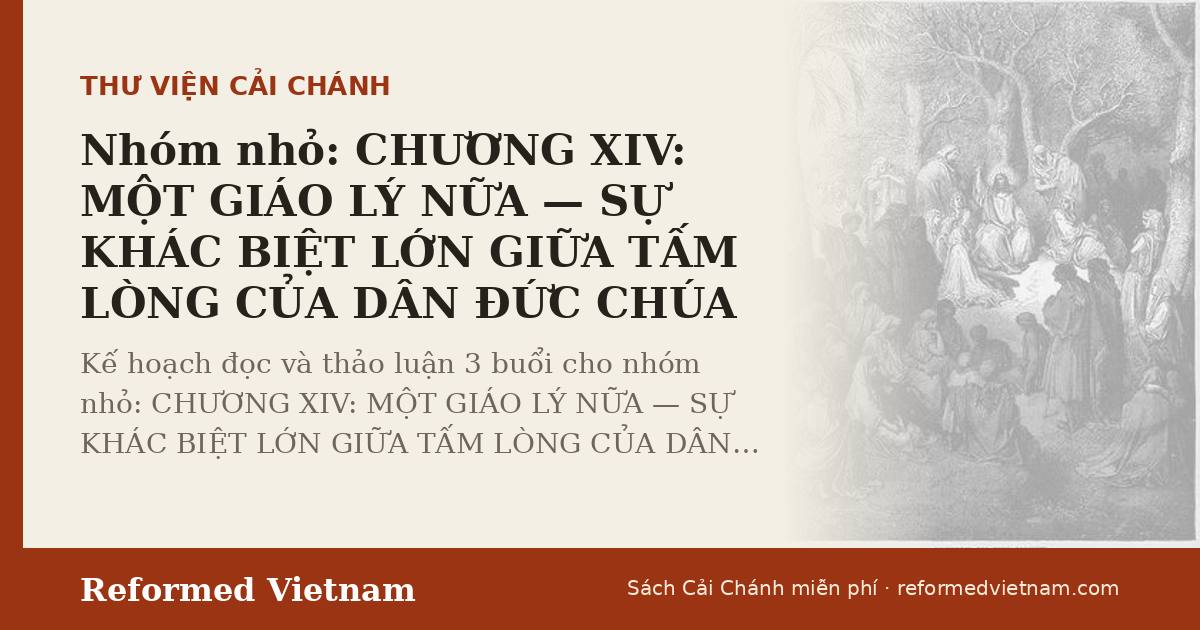 THƯ VIỆN CẢI CHÁNH
Nhóm nhỏ: CHƯƠNG XIV:
MỘT GIÁO LÝ NỮA — SỰ
KHÁC BIỆT LỚN GIỮA TẤM
LÒNG CỦA DÂN ĐỨC CHÚA
Kế hoạch đọc và thảo luận 3 buổi cho nhóm
nhỏ: CHƯƠNG XIV: MỘT GIÁO LÝ NỮA — SỰ
KHÁC BIỆT LỚN GIỮA TẤM LÒNG CỦA DÂN...
Reformed Vietnam
Sách Cải Chánh miễn phí · reformedvietnam.com